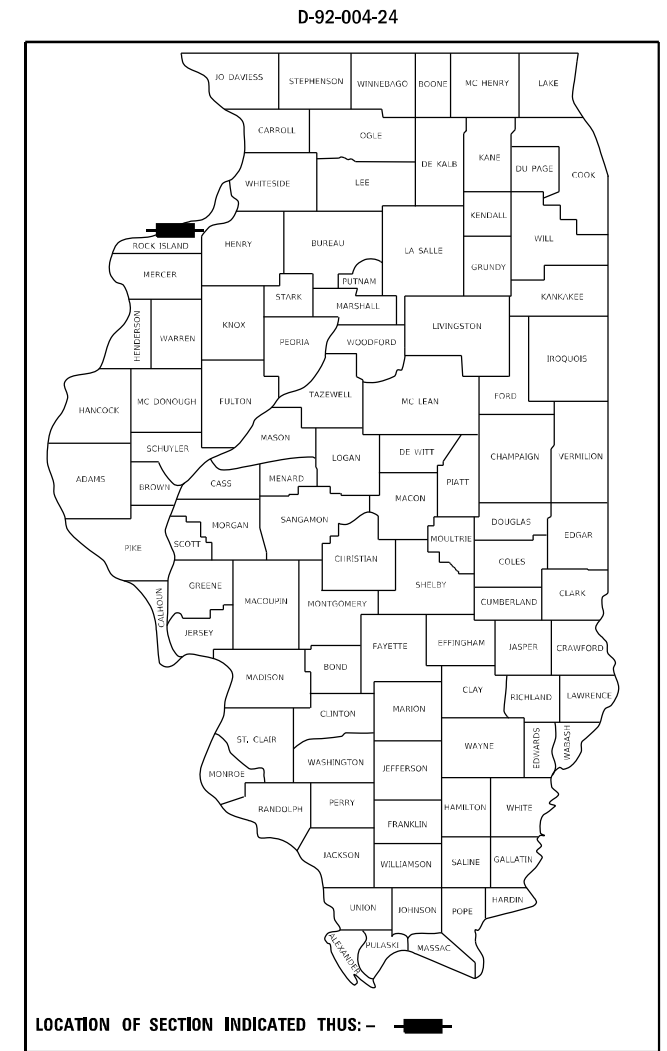 D-92-004-24
JO DAVIESS
STEPHENSON
WINNEBAGO
BOONE
MC HENRY
LAKE
CARROLL
OGLE
DE KALB
KANE
DU PAGE
COOK
WHITESIDE
LEE
KENDALL
ROCK ISLAND
HENRY
BUREAU
LA SALLE
WILL
GRUNDY
MERCER
PUTNAM
STARK
MARSHALL
KANKAKEE
HENDERSON
WARREN
KNOX
PEORIA
WOODFORD
LIVINGSTON
IROQUOIS
HANCOCK
MC DONOUGH
FULTON
TAZEWELL
MC LEAN
FORD
MASON
SCHUYLER
LOGAN
DE WITT
CHAMPAIGN
VERMILION
ADAMS
BROWN
CASS
MENARD
PIATT
MACON
MORGAN
SANGAMON
DOUGLAS
EDGAR
PIKE
SCOTT
CHRISTIAN
MOULTRIE
COLES
GREENE
SHELBY
CALHOUN
MACOUPIN
MONTGOMERY
CUMBERLAND
CLARK
JERSEY
FAYETTE
EFFINGHAM
JASPER
CRAWFORD
BOND
MADISON
CLAY
RICHLAND
LAWRENCE
CLINTON
MARION
ST. CLAIR
WAYNE
EDWARDS
WABASH
WASHINGTON
JEFFERSON
MONROE
RANDOLPH
PERRY
HAMILTON
WHITE
FRANKLIN
JACKSON
WILLIAMSON
SALINE
GALLATIN
UNION
JOHNSON
POPE
HARDIN
ALEXANDER
PULASKI
MASSAC
LOCATION OF SECTION INDICATED THUS: –